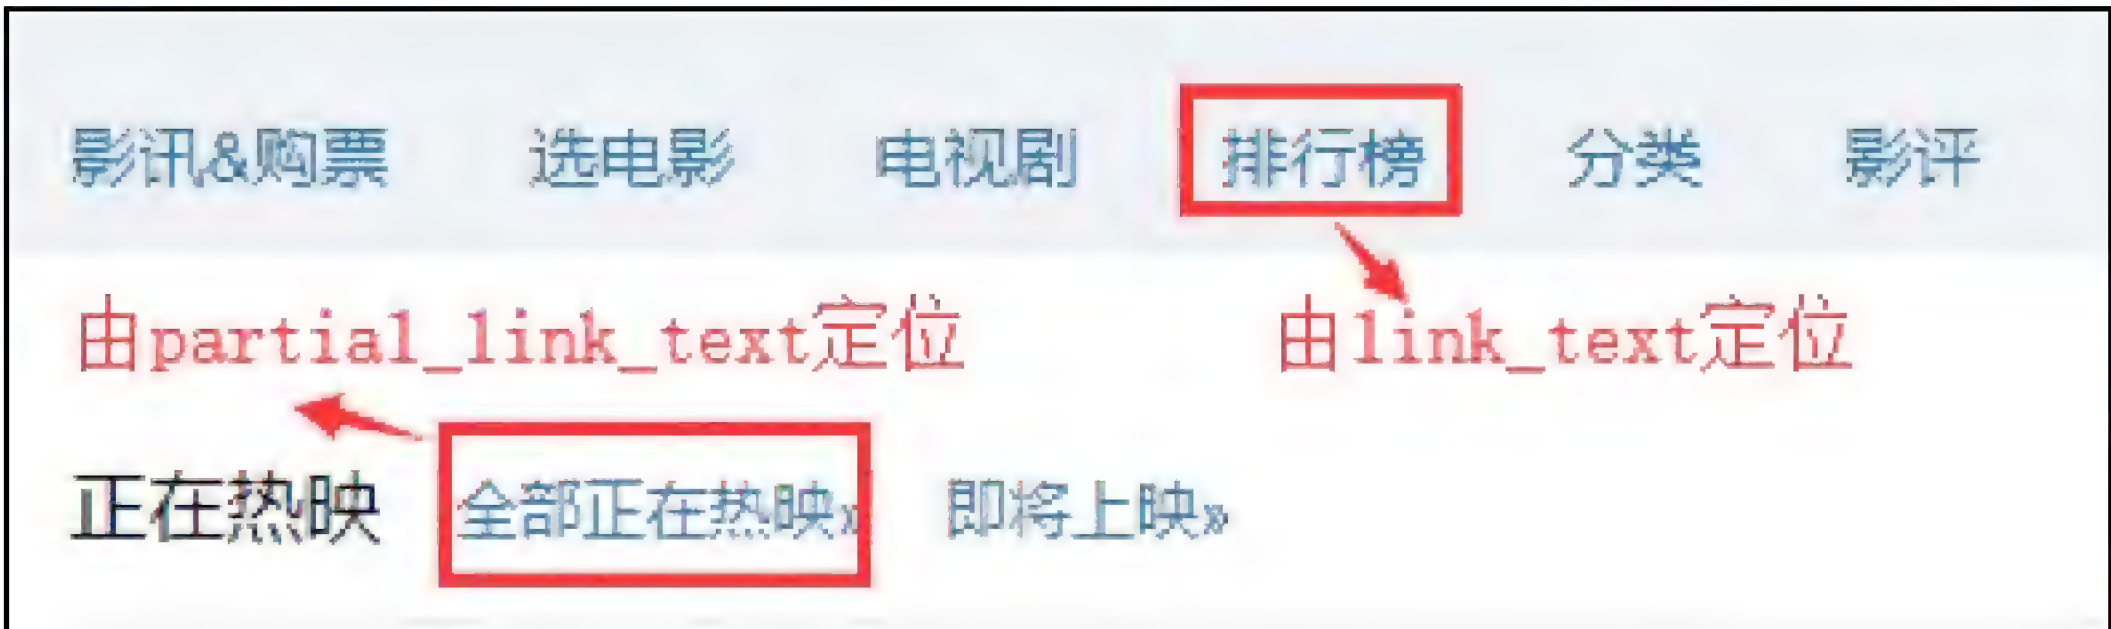 影讯&购票 选电影 电视剧 排行榜 分类 影评
由partial_link_text定位 由link_text定位
正在热映 全部正在热映» 即将上映»